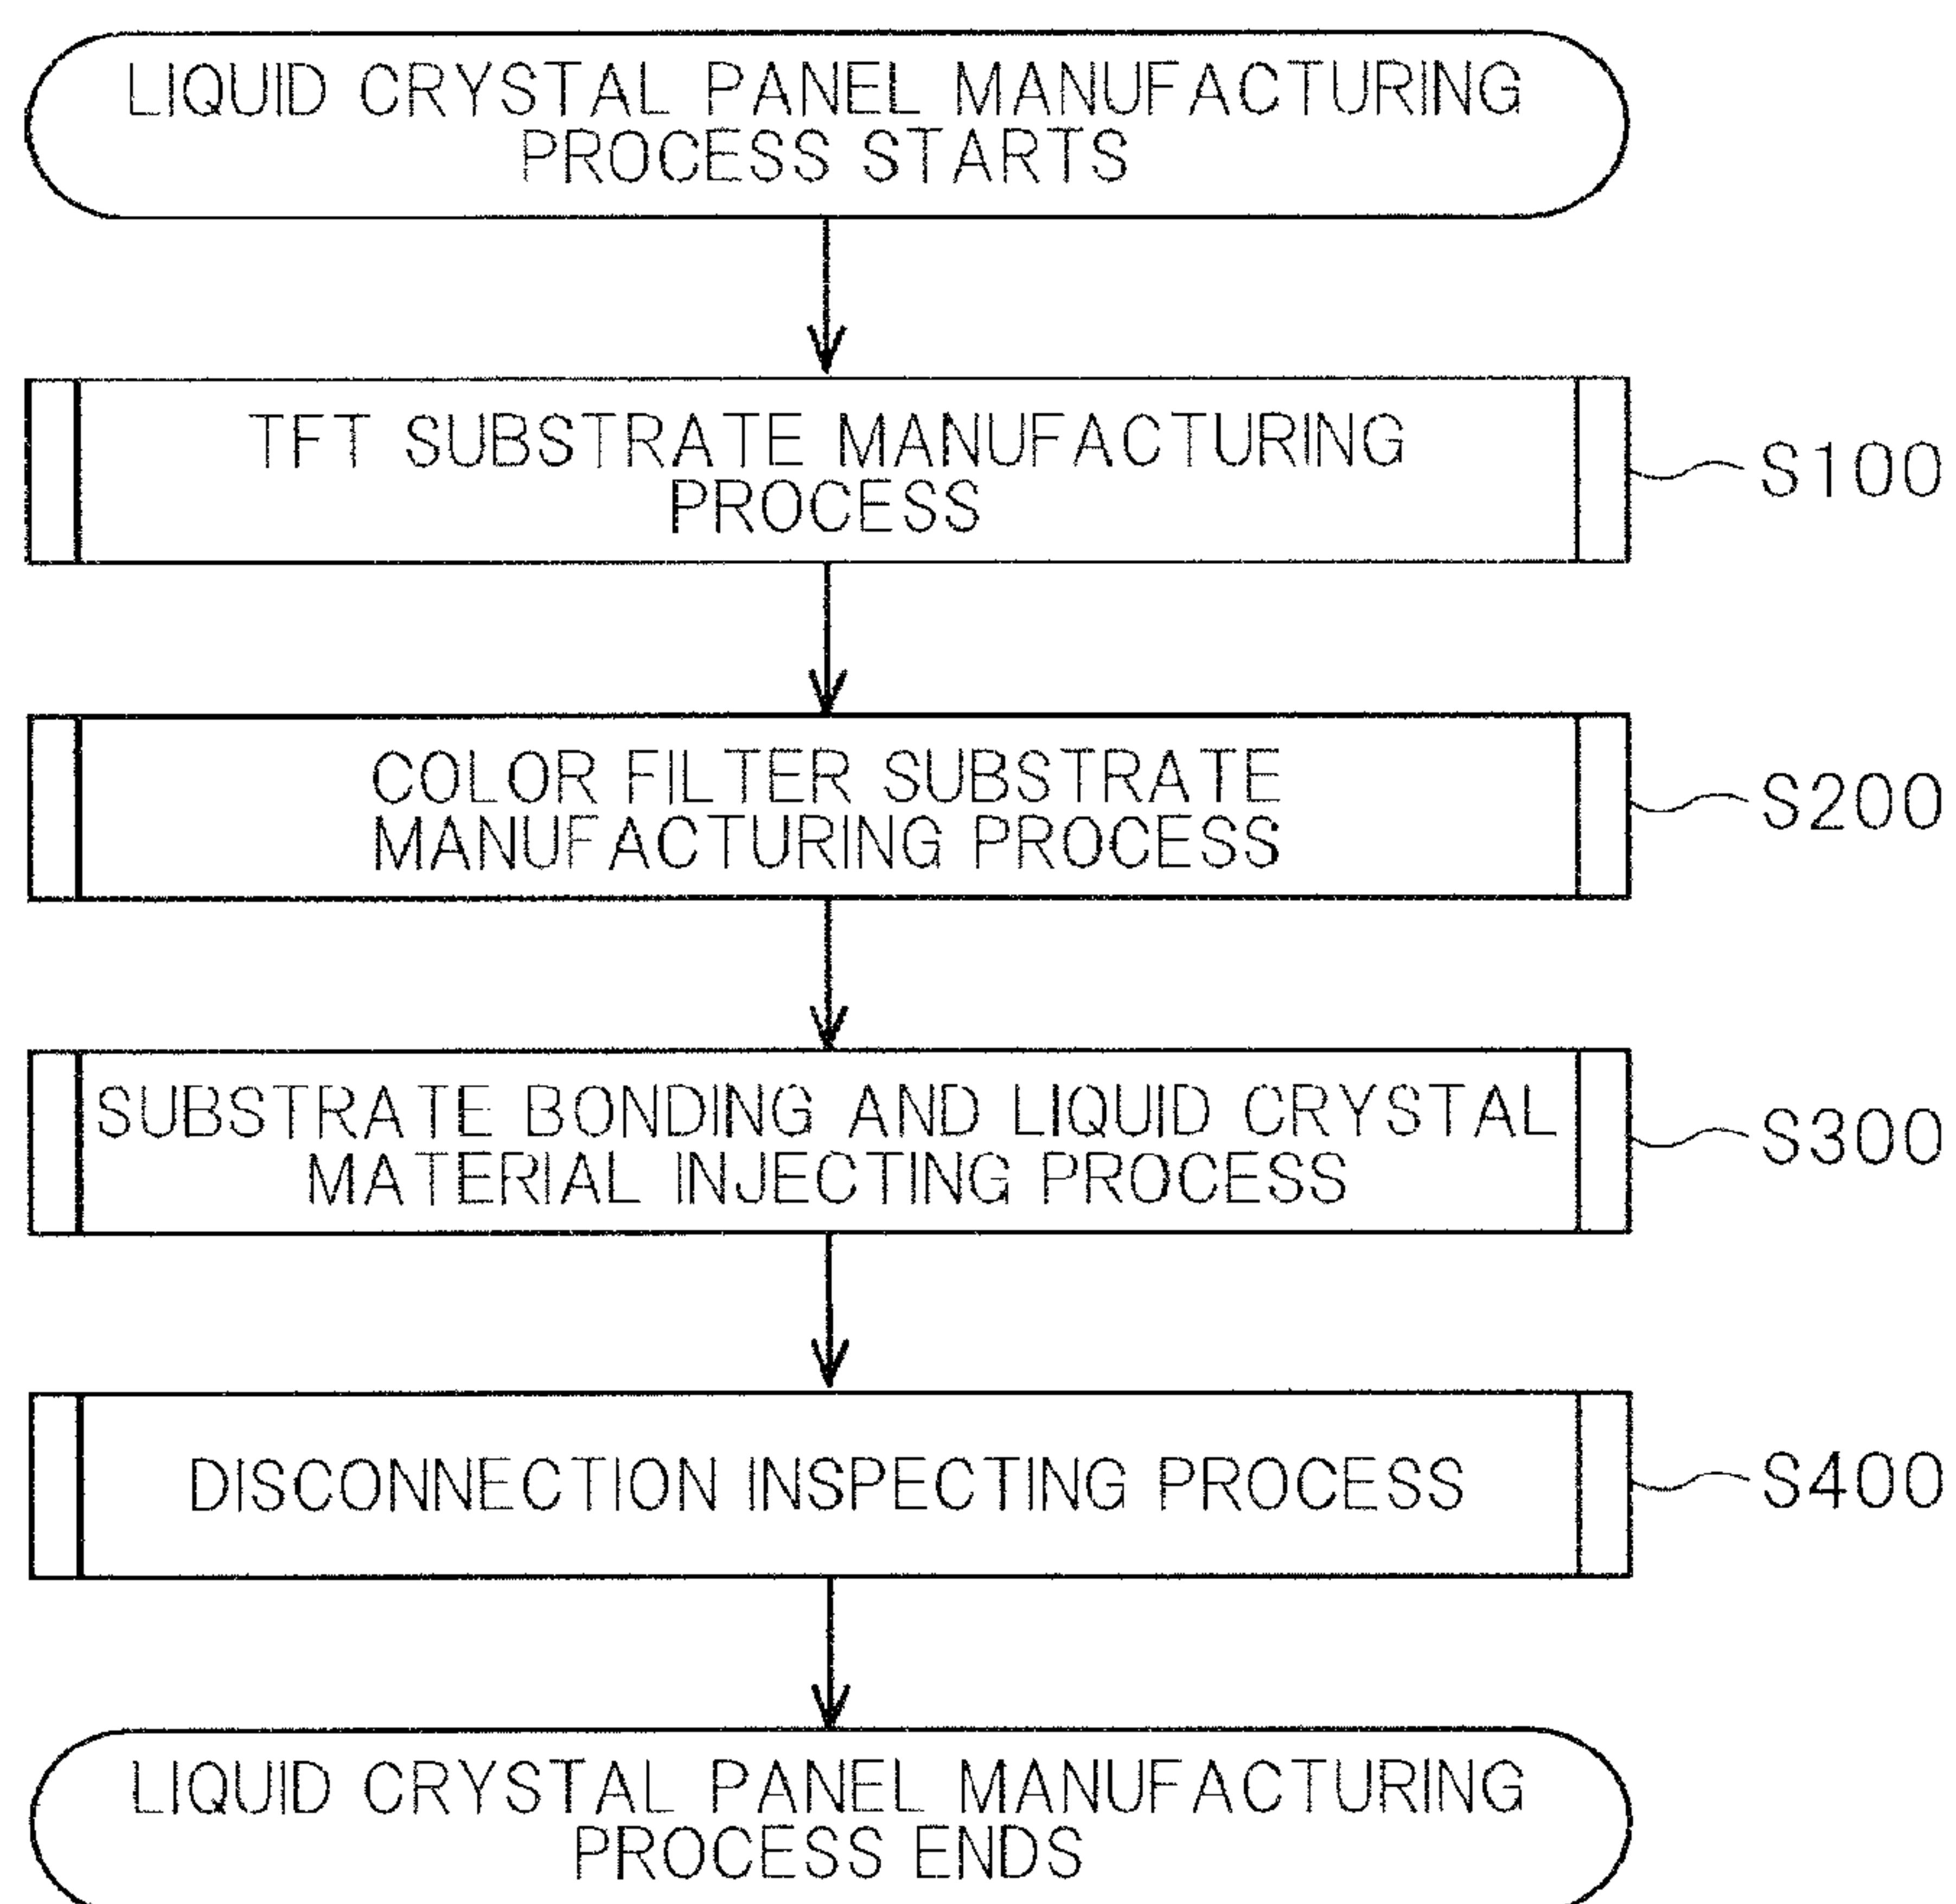 LIQUID CRYSTAL PANEL MANUFACTURING
PROCESS STARTS
TFT SUBSTRATE MANUFACTURING
PROCESS
S100
COLOR FILTER SUBSTRATE
MANUFACTURING PROCESS
S200
SUBSTRATE BONDING AND LIQUID CRYSTAL
MATERIAL INJECTING PROCESS
S300
DISCONNECTION INSPECTING PROCESS
S400
LIQUID CRYSTAL PANEL MANUFACTURING
PROCESS ENDS